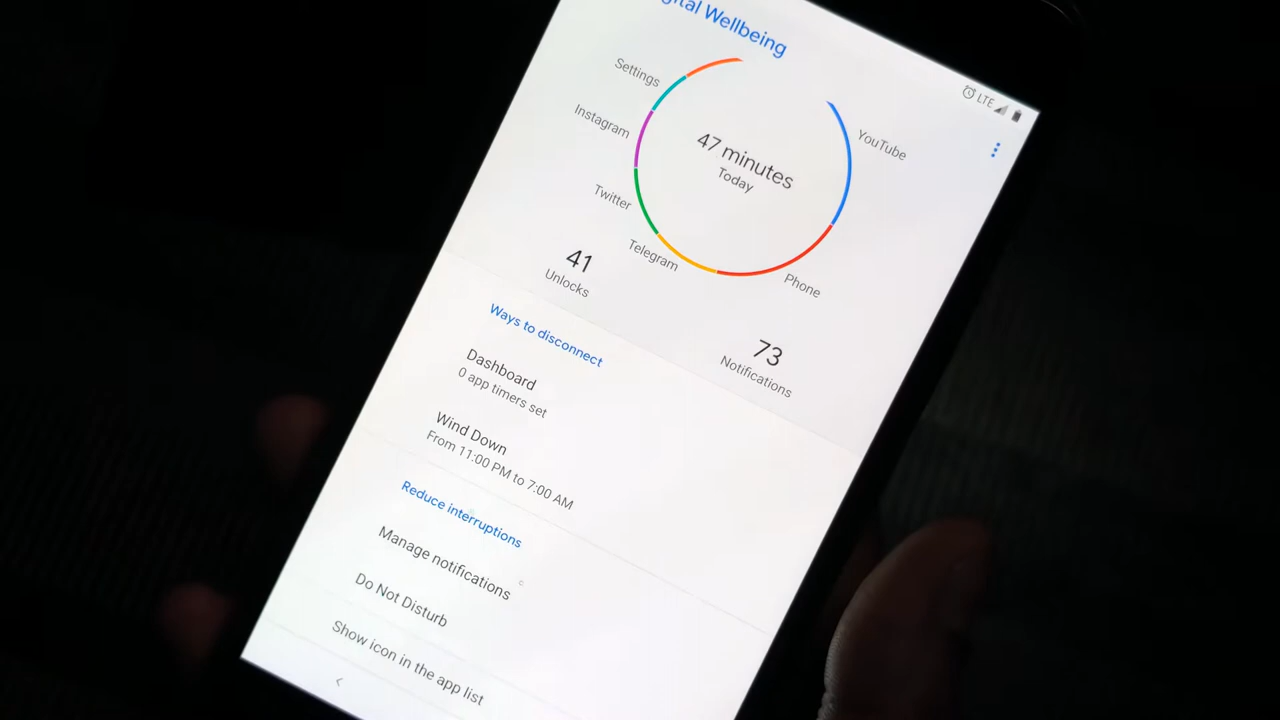 Wellbeing
LTE
Settings
Instagram
YouTube
47 minutes
Today
Twitter
Telegram
Phone
41
Unlocks
73
Notifications
Ways to disconnect
Dashboard
0 app timers set
Wind Down
From 11:00 PM to 7:00 AM
Reduce interruptions
Manage notifications
Do Not Disturb
Show icon in the app list